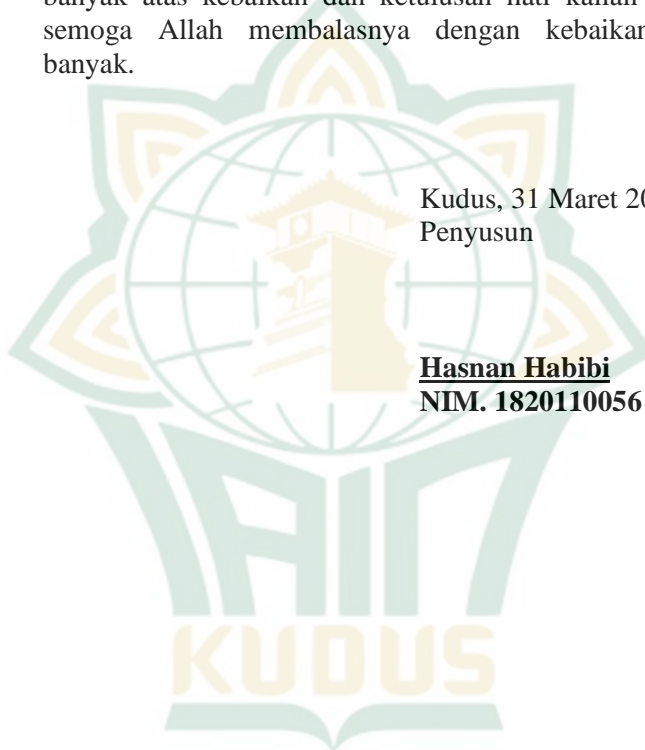 banyak atas kebaikan dan ketulusan hati kalian
semoga Allah membalasnya dengan kebaikan
banyak.
Kudus, 31 Maret
Penyusun
Hasnan Habibi
NIM. 1820110056
IAIN
KUDUS